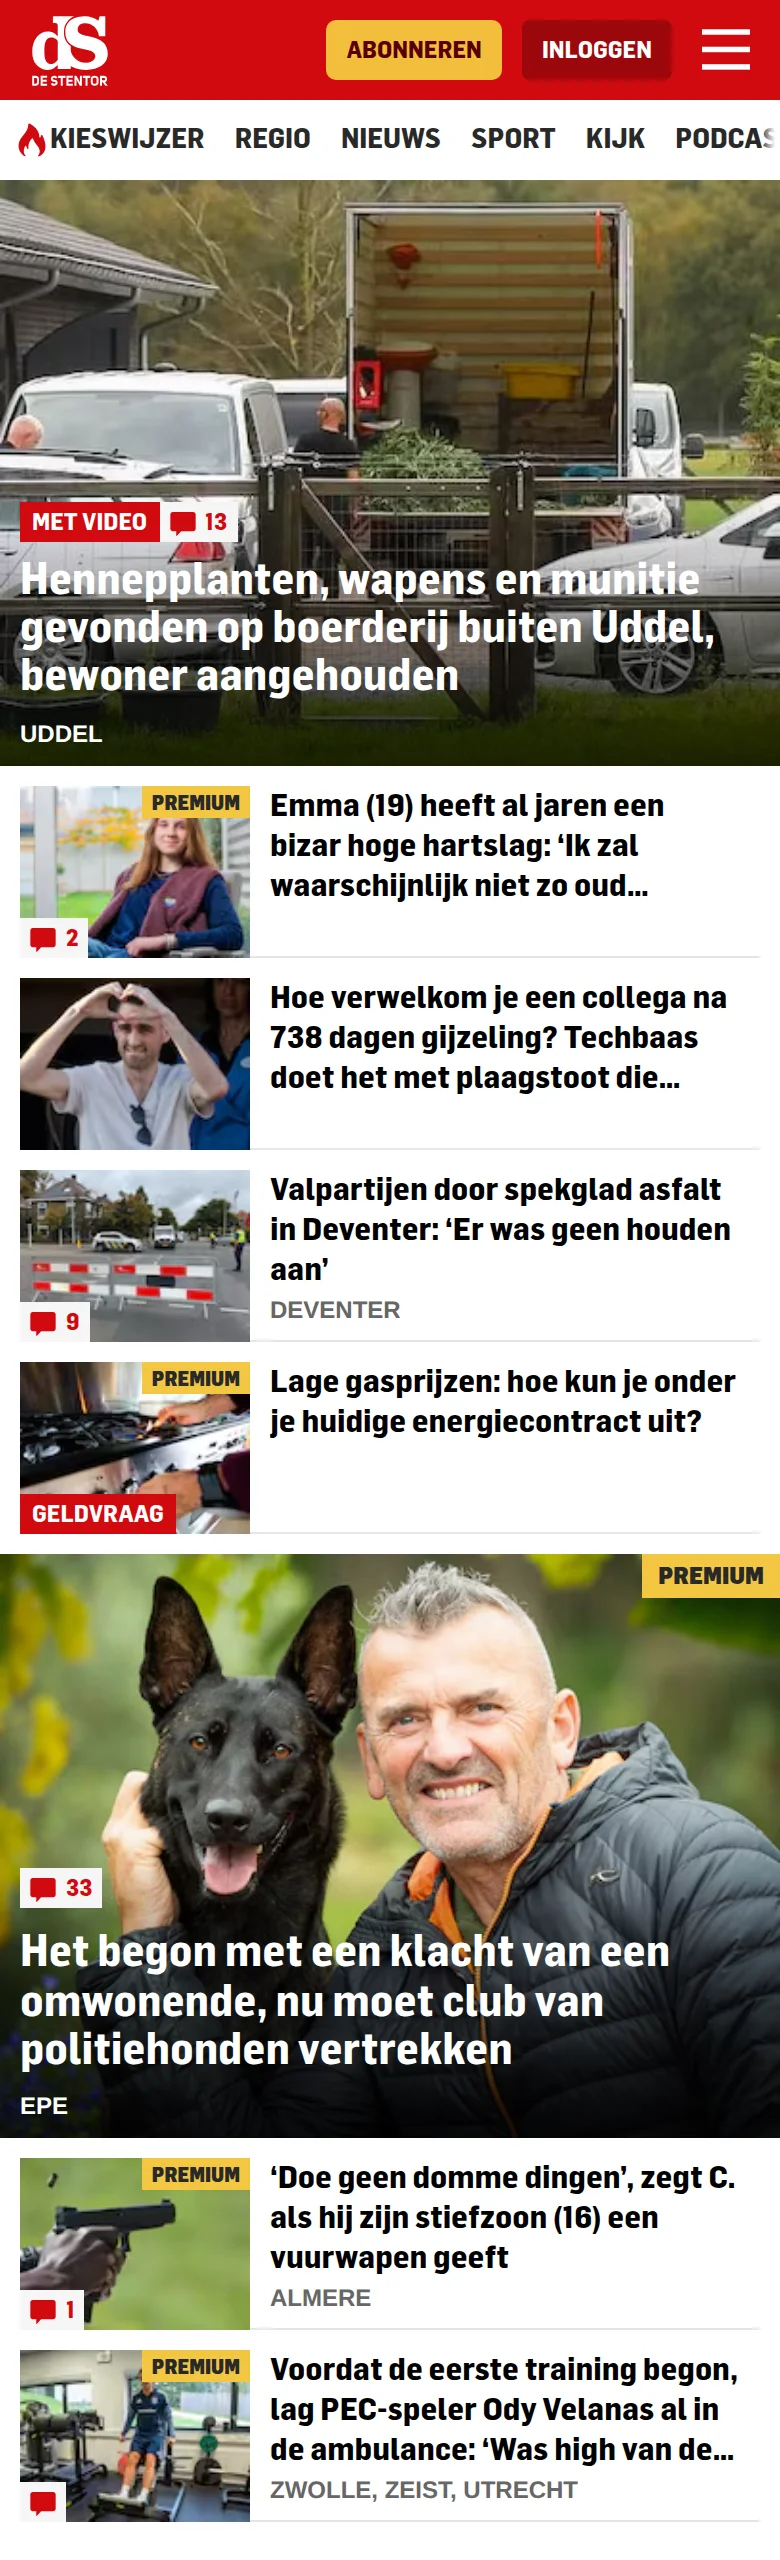 dS
DE STENTOR
ABONNEREN
INLOGGEN
KIESWIJZER REGIO NIEUWS SPORT KIJK PODCAS
MET VIDEO 13
Hennepplanten, wapens en munitie
gevonden op boerderij buiten Uddel,
bewoner aangehouden
UDDEL
PREMIUM
2
Emma (19) heeft al jaren een
bizar hoge hartslag: ‘Ik zal
waarschijnlijk niet zo oud...
Hoe verwelkom je een collega na
738 dagen gijzeling? Techbaas
doet het met plaagstoot die...
9
Valpartijen door spekglad asfalt
in Deventer: ‘Er was geen houden
aan’
DEVENTER
PREMIUM
GELDVRAAG
Lage gasprijzen: hoe kun je onder
je huidige energiecontract uit?
PREMIUM
33
Het begon met een klacht van een
omwonende, nu moet club van
politiehonden vertrekken
EPE
PREMIUM
1
‘Doe geen domme dingen’, zegt C.
als hij zijn stiefzoon (16) een
vuurwapen geeft
ALMERE
PREMIUM
Voordat de eerste training begon,
lag PEC-speler Ody Velanas al in
de ambulance: ‘Was high van de...
ZWOLLE, ZEIST, UTRECHT